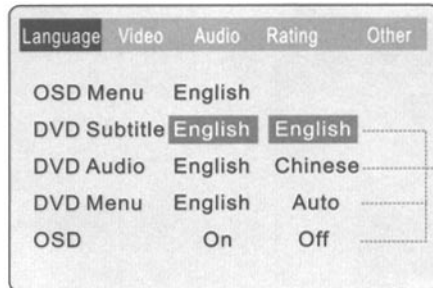 Language Video Audio Rating Other
OSD Menu English
DVD Subtitle English English
DVD Audio English Chinese
DVD Menu English Auto
OSD On Off